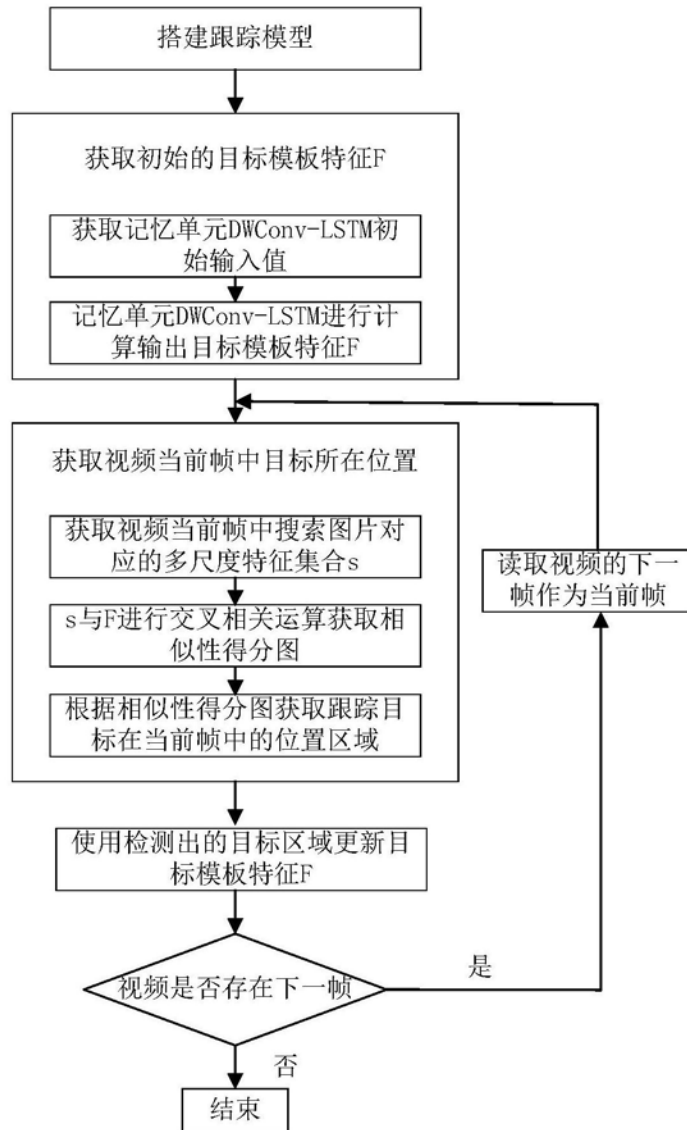 搭建跟踪模型
获取初始的目标模板特征F
获取记忆单元DWConv-LSTM初
始输入值
记忆单元DWConv-LSTM进行计
算输出目标模板特征F
获取视频当前帧中目标所在位置
获取视频当前帧中搜索图片对
应的多尺度特征集合s
s与F进行交叉相关运算获取相
似性得分图
根据相似性得分图获取跟踪目
标在当前帧中的位置区域
读取视频的下一
帧作为当前帧
使用检测出的目标区域更新目
标模板特征F
视频是否存在下一帧
是
否
结束